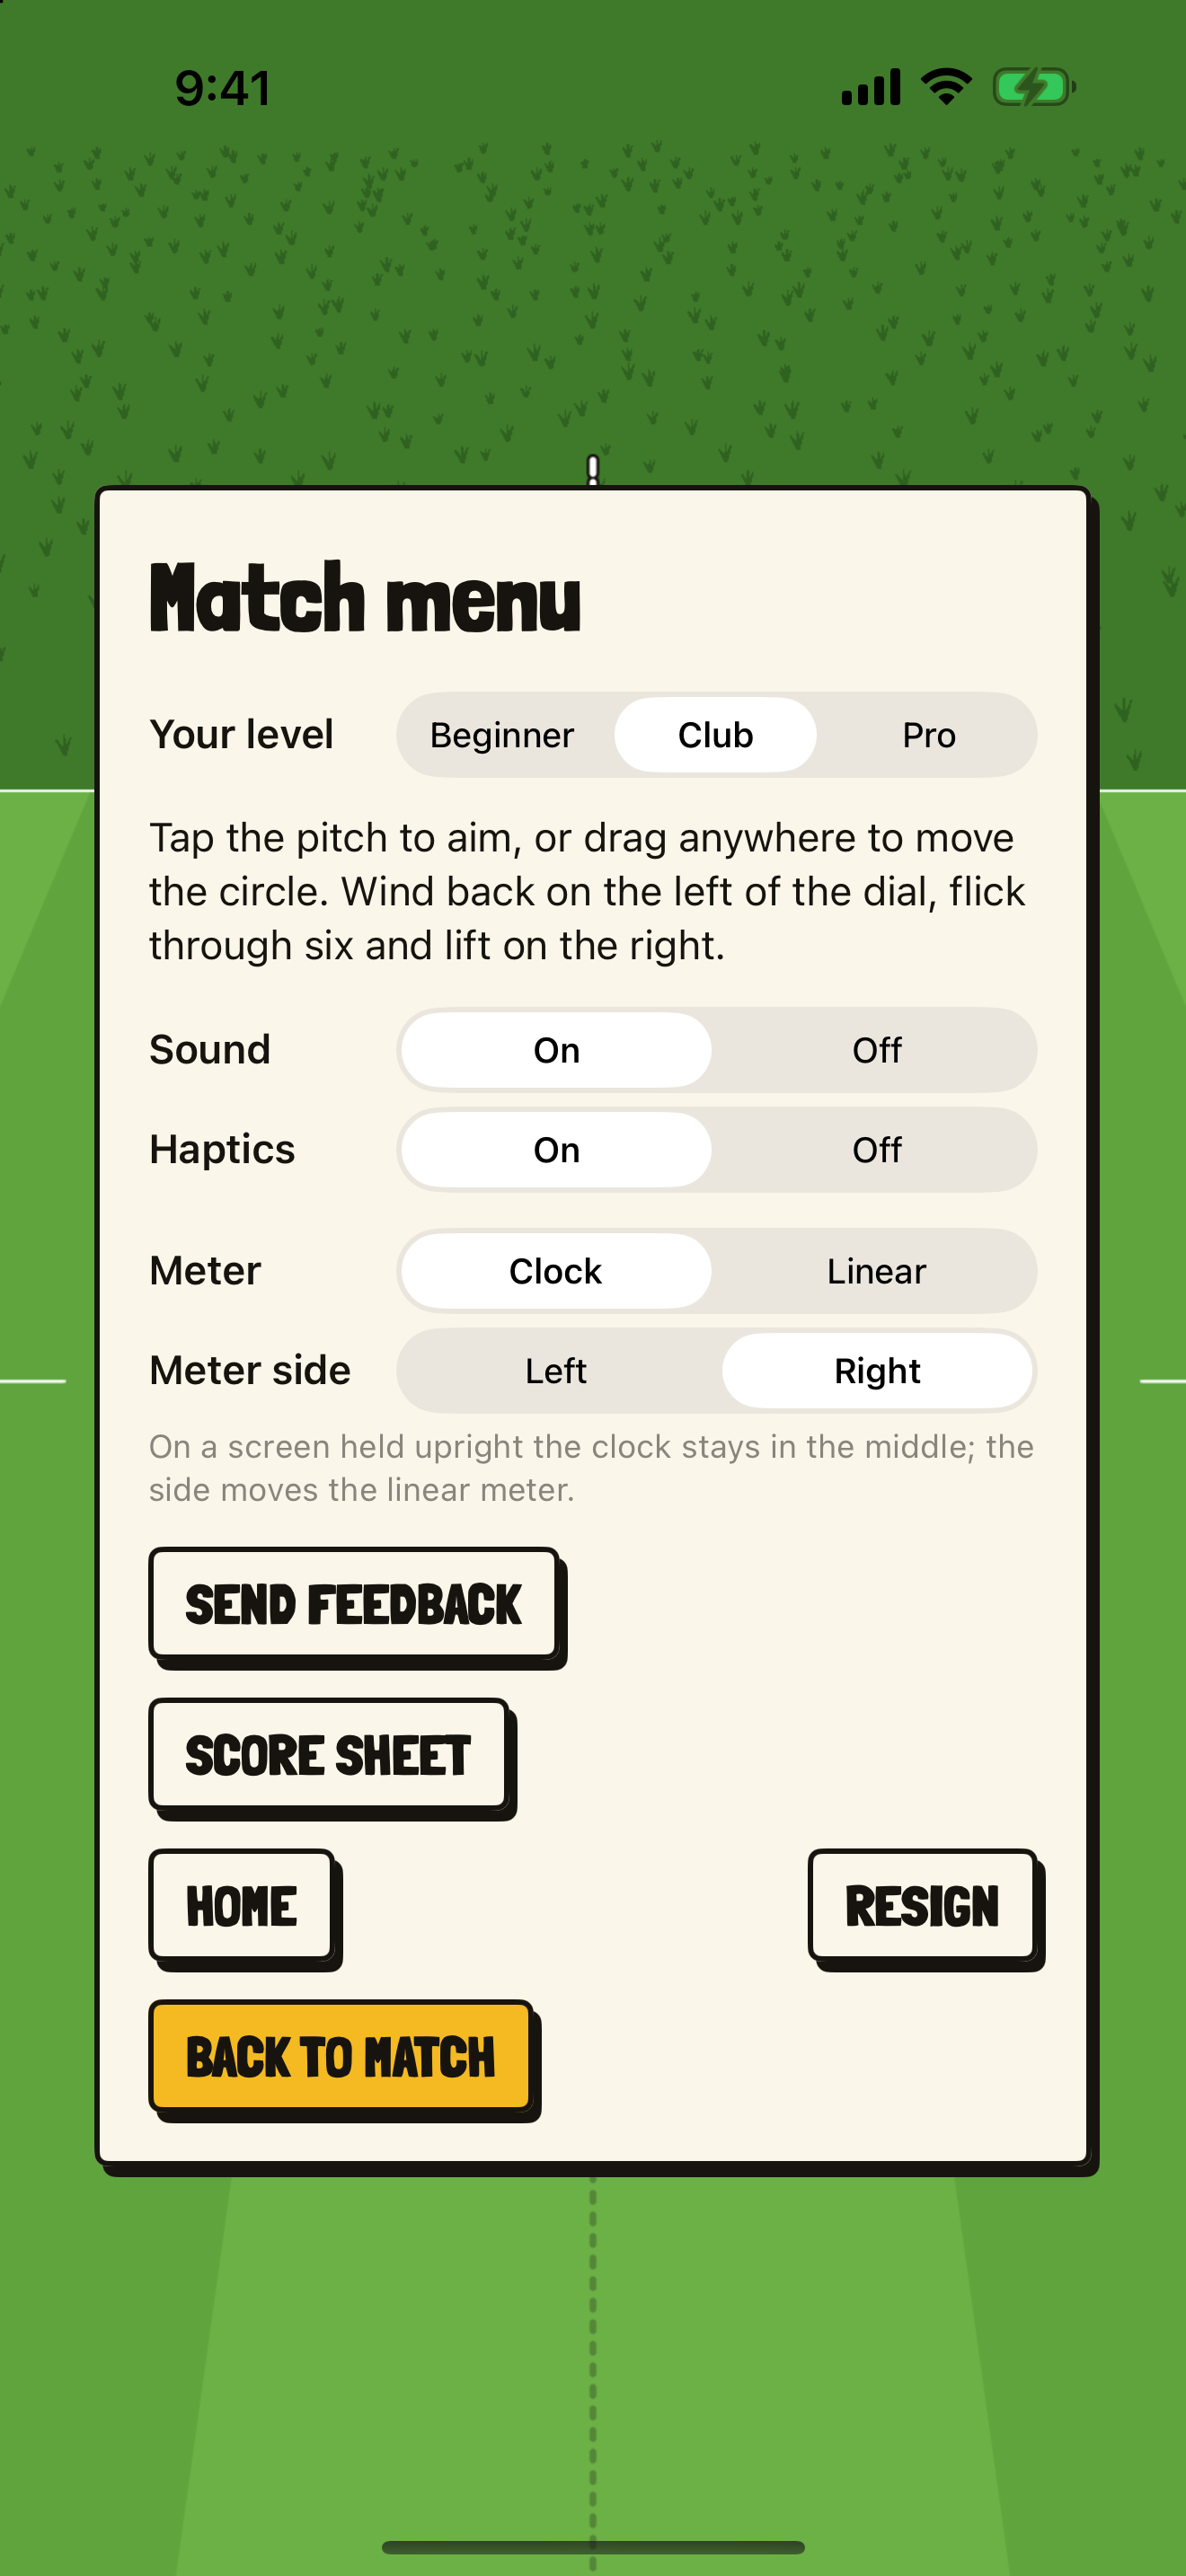 9:41
Match menu
Your level Beginner Club Pro
Tap the pitch to aim, or drag anywhere to move
the circle. Wind back on the left of the dial, flick
through six and lift on the right.
Sound On Off
Haptics On Off
Meter Clock Linear
Meter side Left Right
On a screen held upright the clock stays in the middle; the
side moves the linear meter.
SEND FEEDBACK
SCORE SHEET
HOME RESIGN
BACK TO MATCH